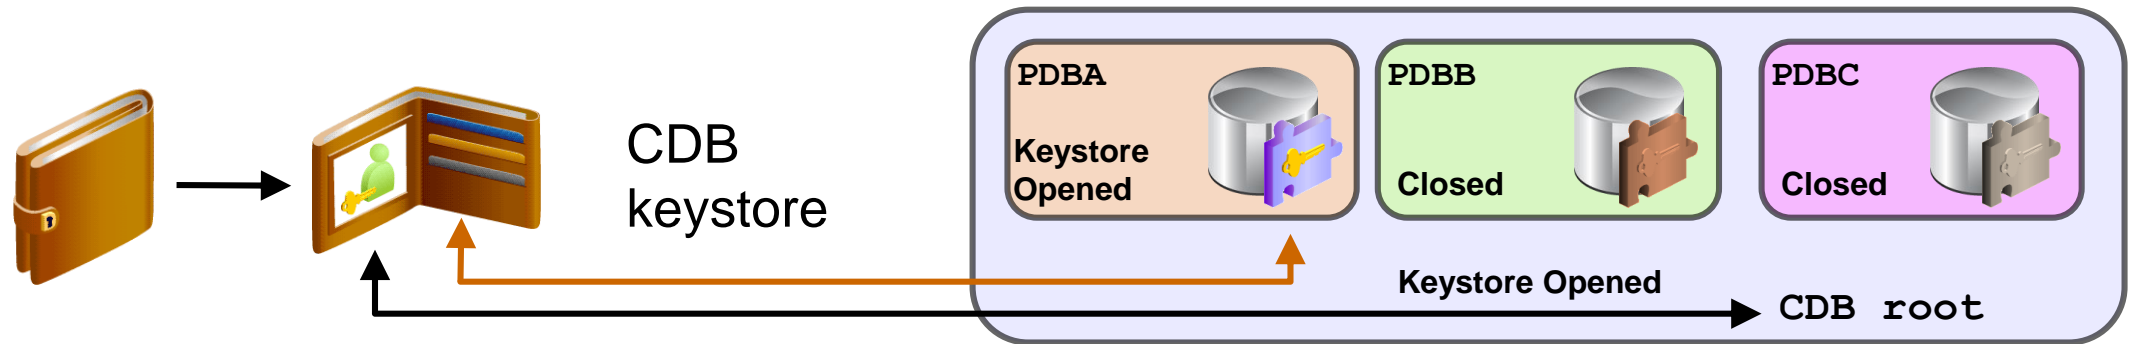 CDB
keystore
PDBA
Keystore
Opened
PDBB
Closed
PDBC
Closed
Keystore Opened
CDB root